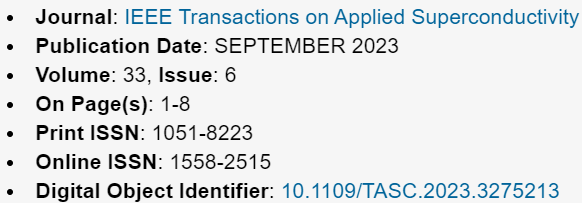 • Journal: IEEE Transactions on Applied Superconductivity
• Publication Date: SEPTEMBER 2023
• Volume: 33, Issue: 6
• On Page(s): 1-8
• Print ISSN: 1051-8223
• Online ISSN: 1558-2515
• Digital Object Identifier: 10.1109/TASC.2023.3275213